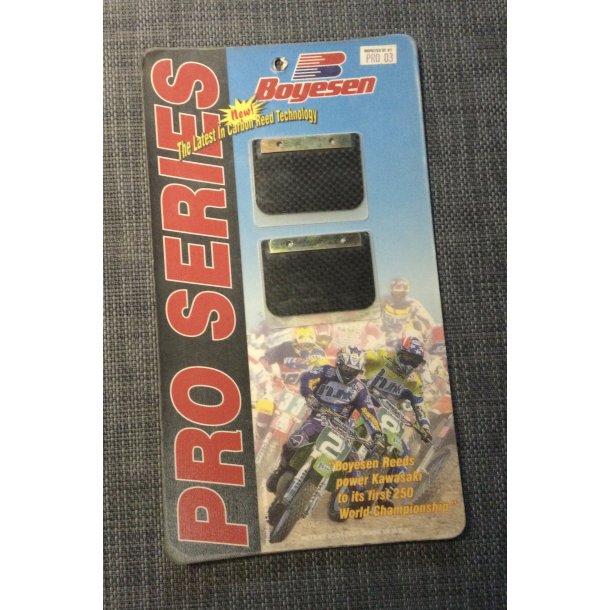 PRO 03
Boyesen
New!
The Latest In Carbon Reed Technology
PRO SERIES
2
"Boyesen Reeds
power Kawasaki
to its first 250
World-Championship"